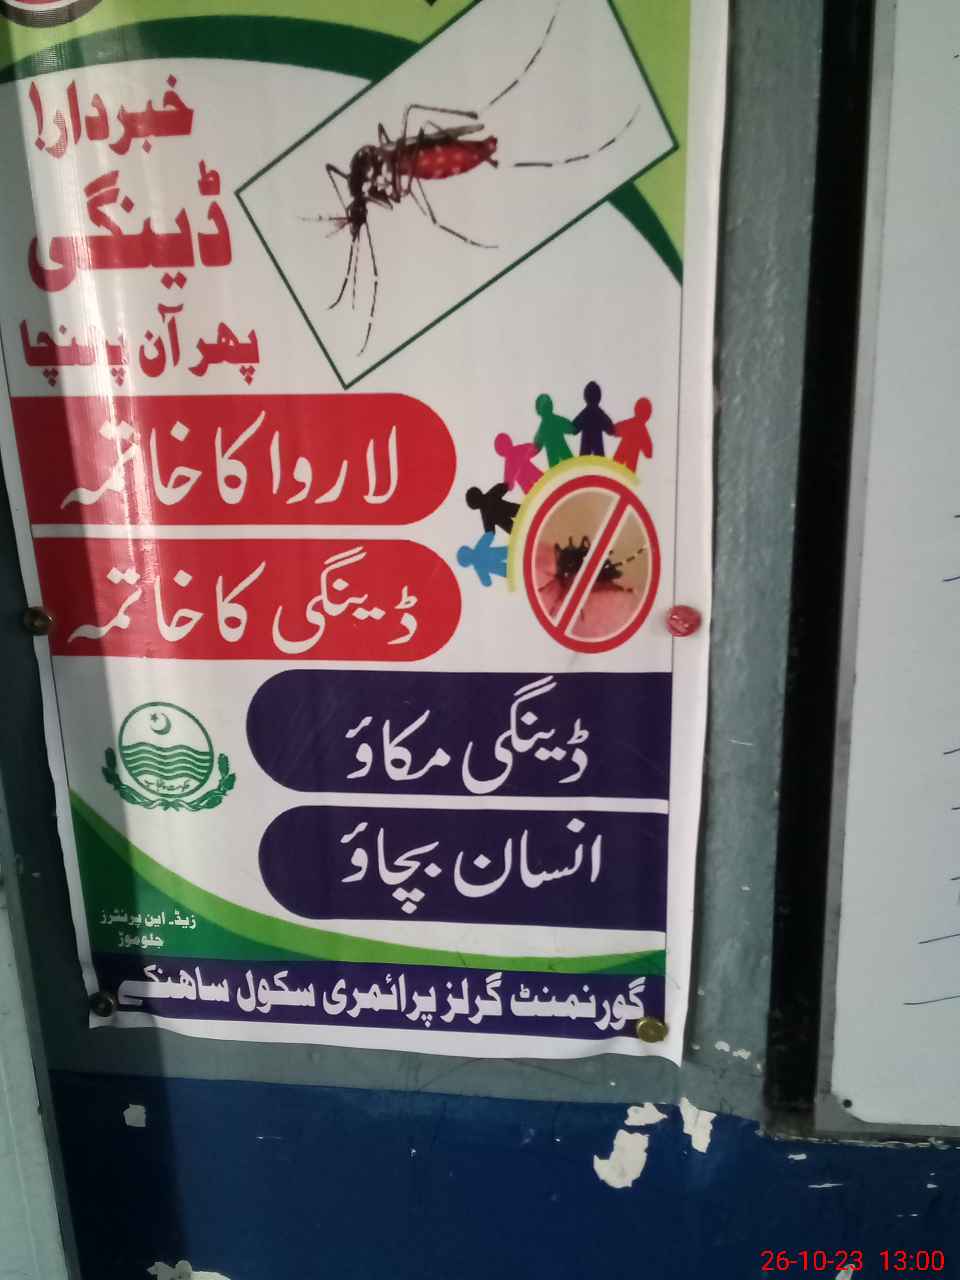 خبردار!
ڈینگی
پھر آن پہنچا
لاروا کا خاتمہ
ڈینگی کا خاتمہ
ڈینگی مکاؤ
انسان بچاؤ
زیڈ۔ این پرنٹرز
جلوموڑ
گورنمنٹ گرلز پرائمری سکول ساھنکے
26-10-23 13:00